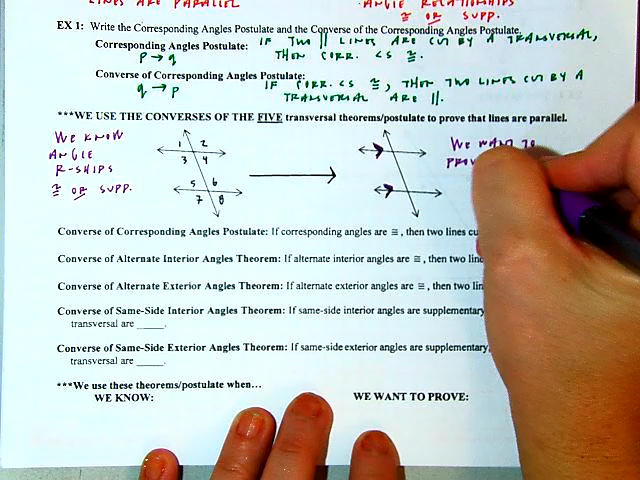 LINES ARE PARALLEL
ANGLE RELATIONSHIPS
≅ OR SUPP.
EX 1: Write the Corresponding Angles Postulate and the Converse of the Corresponding Angles Postulate.
Corresponding Angles Postulate: IF TWO || LINES ARE CUT BY A TRANSVERSAL,
P → q THEN CORR. <S ≅.
Converse of Corresponding Angles Postulate: IF CORR. <S ≅, THEN TWO LINES CUT BY A
q → P TRANSVERSAL ARE ||.
***WE USE THE CONVERSES OF THE FIVE transversal theorems/postulate to prove that lines are parallel.
WE KNOW
ANGLE
R-SHIPS
≅ OR SUPP.
1 2
3 4
5 6
7 8
WE WANT TO
Converse of Corresponding Angles Postulate: If corresponding angles are ≅, then two lines
Converse of Alternate Interior Angles Theorem: If alternate interior angles are ≅, then two
Converse of Alternate Exterior Angles Theorem: If alternate exterior angles are ≅, then two
Converse of Same-Side Interior Angles Theorem: If same-side interior angles are supplementary
transversal are _____.
Converse of Same-Side Exterior Angles Theorem: If same-side exterior angles are supplementary,
transversal are _____.
***We use these theorems/postulate when...
WE KNOW: WE WANT TO PROVE: